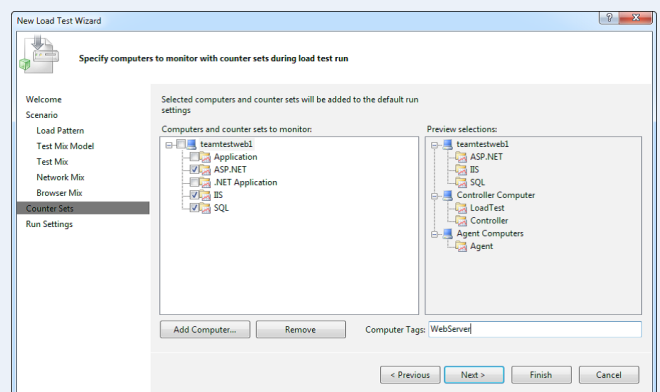 New Load Test Wizard
Specify computers to monitor with counter sets during load test run
Welcome
Scenario
Load Pattern
Test Mix Model
Test Mix
Network Mix
Browser Mix
Counter Sets
Run Settings
Selected computers and counter sets will be added to the default run
settings
Computers and counter sets to monitor:
teamtestweb1
Application
ASP.NET
.NET Application
IIS
SQL
Preview selections:
teamtestweb1
ASP.NET
IIS
SQL
Controller Computer
LoadTest
Controller
Agent Computers
Agent
Add Computer...
Remove
Computer Tags:
WebServer
< Previous
Next >
Finish
Cancel